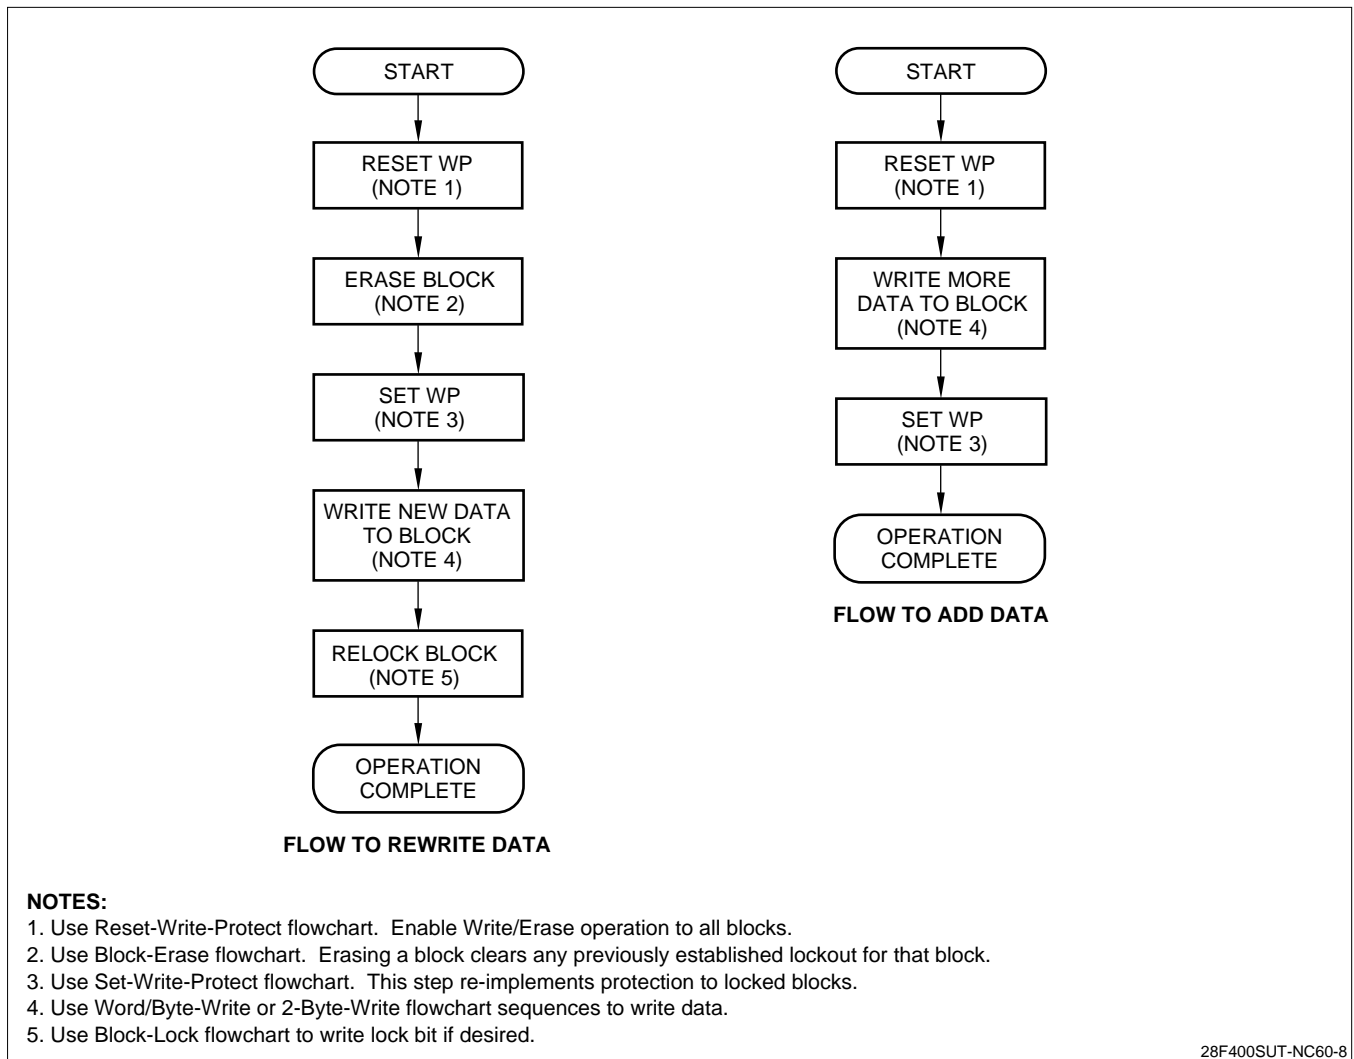 START
RESET WP
(NOTE 1)
ERASE BLOCK
(NOTE 2)
SET WP
(NOTE 3)
WRITE NEW DATA
TO BLOCK
(NOTE 4)
RELOCK BLOCK
(NOTE 5)
OPERATION
COMPLETE
FLOW TO REWRITE DATA
START
RESET WP
(NOTE 1)
WRITE MORE
DATA TO BLOCK
(NOTE 4)
SET WP
(NOTE 3)
OPERATION
COMPLETE
FLOW TO ADD DATA
NOTES:
1. Use Reset-Write-Protect flowchart. Enable Write/Erase operation to all blocks.
2. Use Block-Erase flowchart. Erasing a block clears any previously established lockout for that block.
3. Use Set-Write-Protect flowchart. This step re-implements protection to locked blocks.
4. Use Word/Byte-Write or 2-Byte-Write flowchart sequences to write data.
5. Use Block-Lock flowchart to write lock bit if desired.
28F400SUT-NC60-8